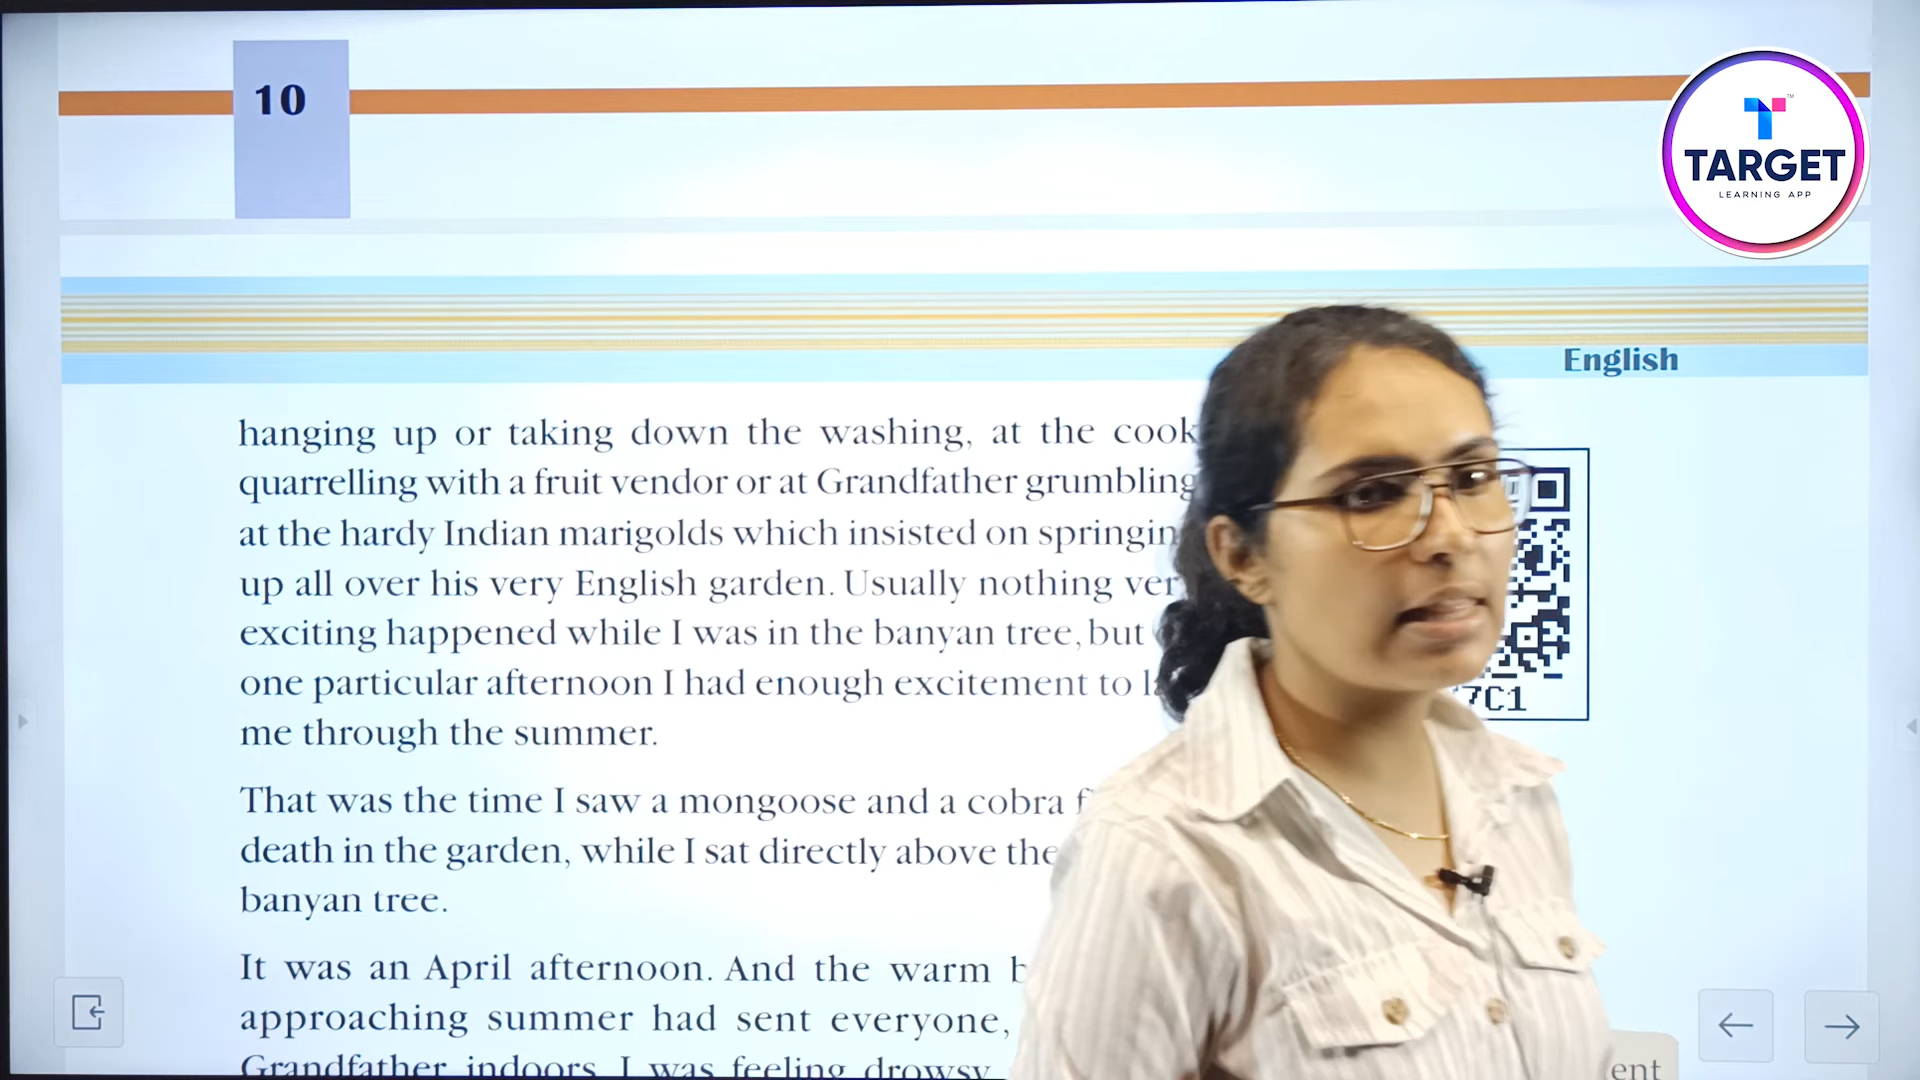 10
TARGET
LEARNING APP
English
hanging up or taking down the washing, at the cook
quarrelling with a fruit vendor or at Grandfather grumbling
at the hardy Indian marigolds which insisted on
up all over his very English garden. Usually nothing
exciting happened while I was in the banyan tree, but
one particular afternoon I had enough excitement to
me through the summer.
7C1
That was the time I saw a mongoose and a cobra
death in the garden, while I sat directly above
banyan tree.
It was an April afternoon. And the warm
approaching summer had sent everyone,
Grandfather indoors I was feeling drowsy